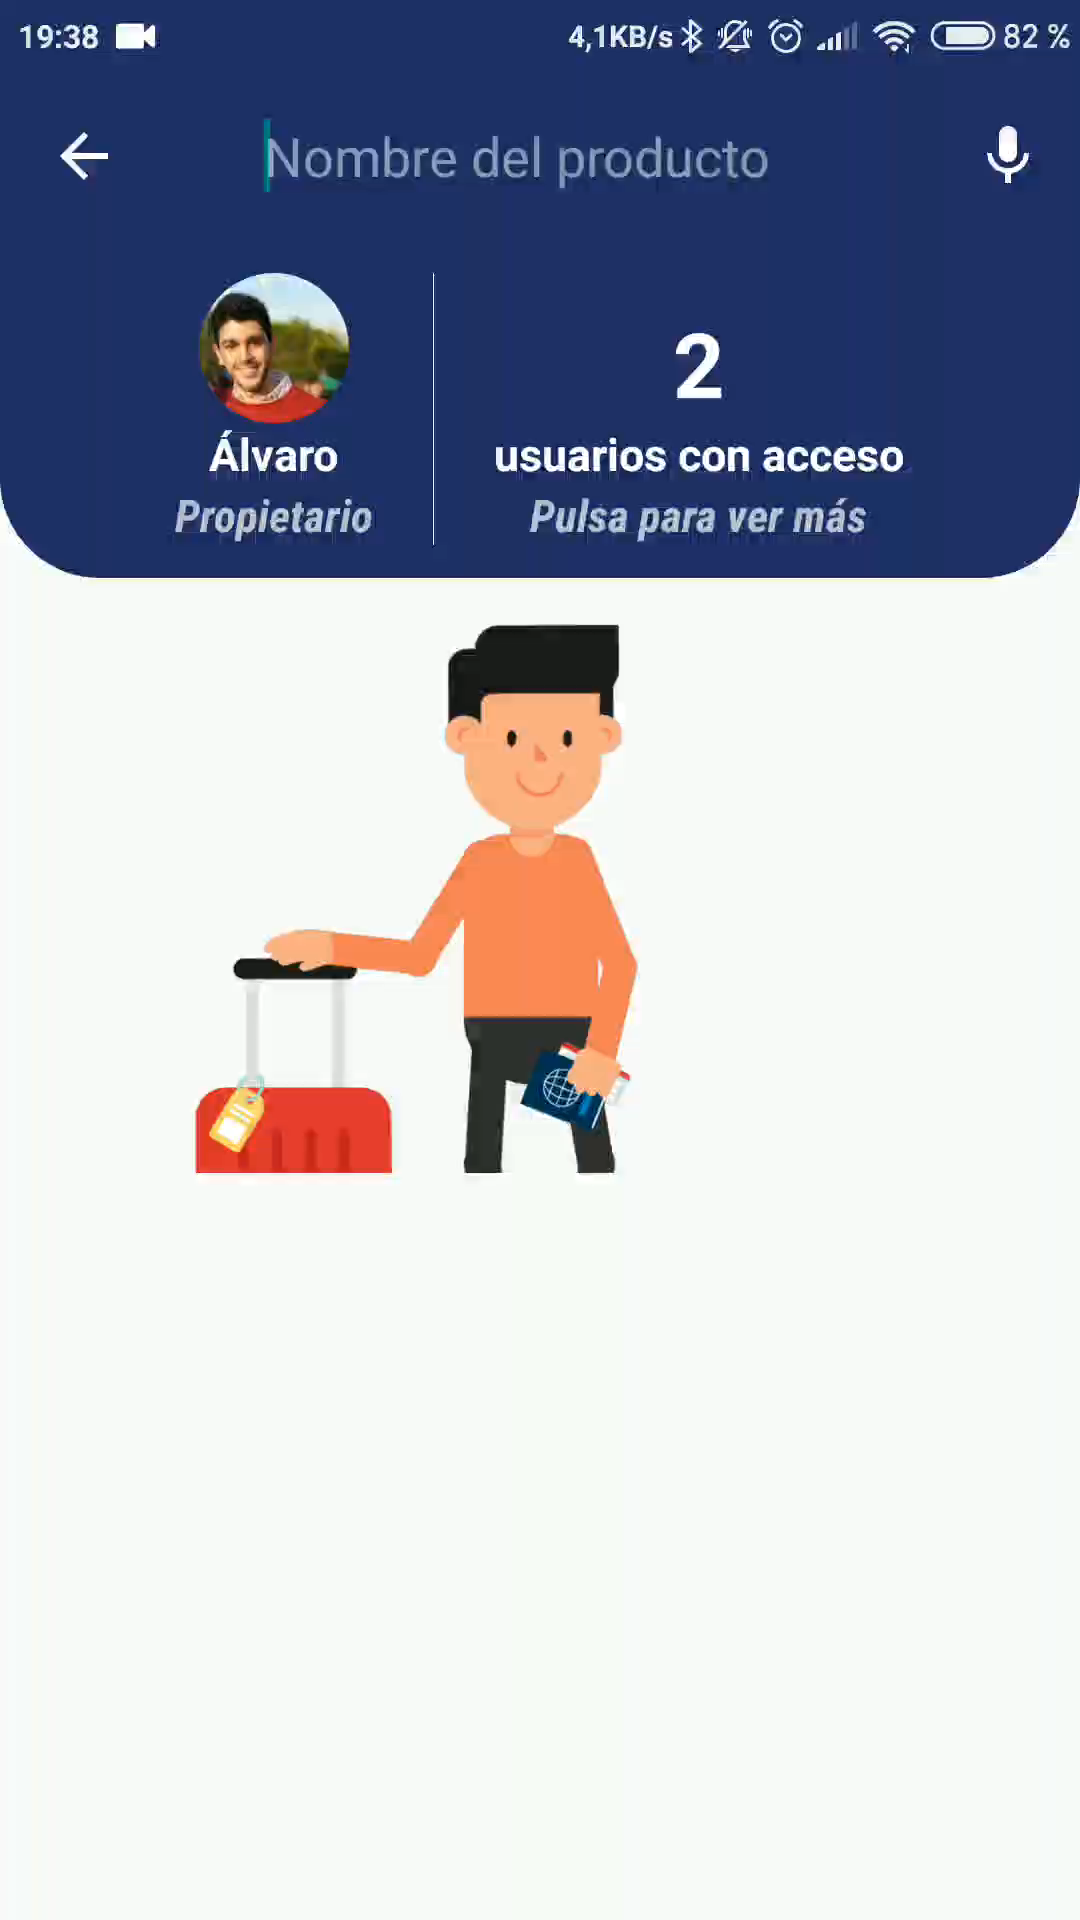 19:38 4,1KB/s 82 %
Nombre del producto
Álvaro
Propietario
2
usuarios con acceso
Pulsa para ver más